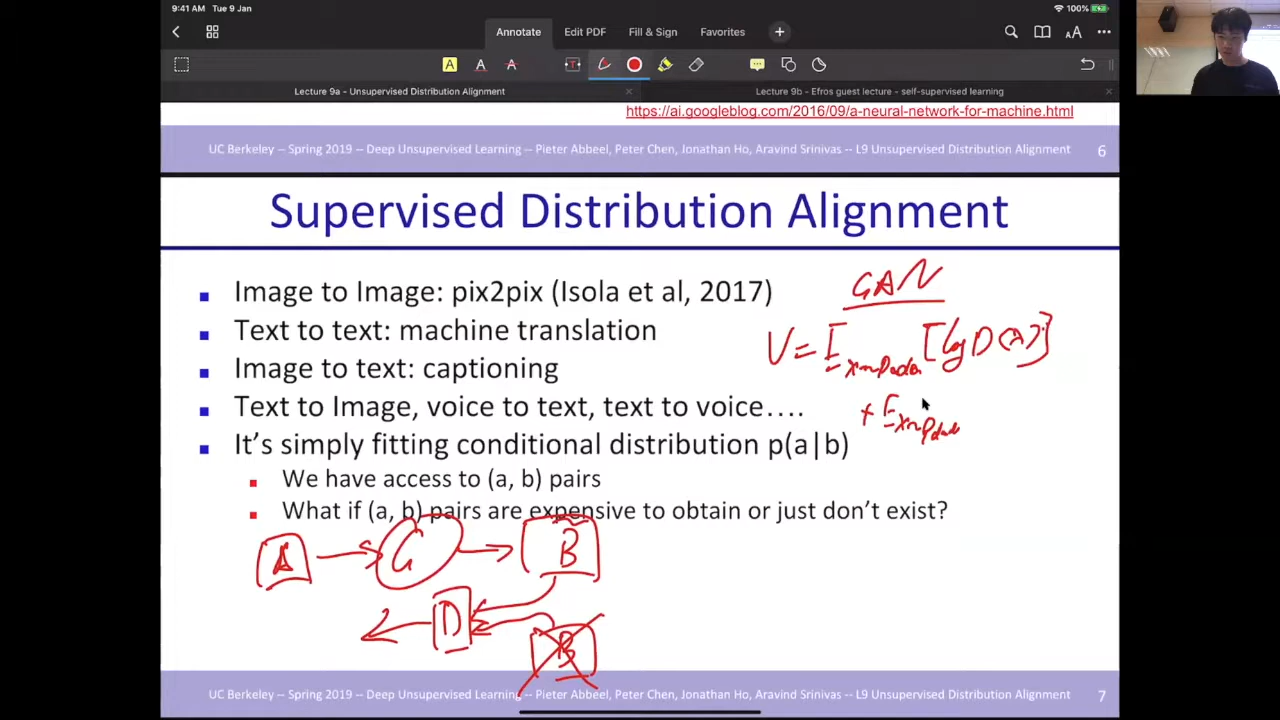 9:41 AM Tue 9 Jan
100%
Annotate Edit PDF Fill & Sign Favorites
Lecture 9a - Unsupervised Distribution Alignment
Lecture 9b - Efros guest lecture - self-supervised learning
https://ai.googleblog.com/2016/09/a-neural-network-for-machine.html
UC Berkeley -- Spring 2019 -- Deep Unsupervised Learning -- Pieter Abbeel, Peter Chen, Jonathan Ho, Aravind Srinivas -- L9 Unsupervised Distribution Alignment 6
Supervised Distribution Alignment
Image to Image: pix2pix (Isola et al, 2017)
Text to text: machine translation
Image to text: captioning
Text to Image, voice to text, text to voice….
It’s simply fitting conditional distribution p(a|b)
We have access to (a, b) pairs
What if (a, b) pairs are expensive to obtain or just don’t exist?
GAN
V = E x~Pdata [log D(x)]
+ E x~Pdata
A G B
D
B
UC Berkeley -- Spring 2019 -- Deep Unsupervised Learning -- Pieter Abbeel, Peter Chen, Jonathan Ho, Aravind Srinivas -- L9 Unsupervised Distribution Alignment 7